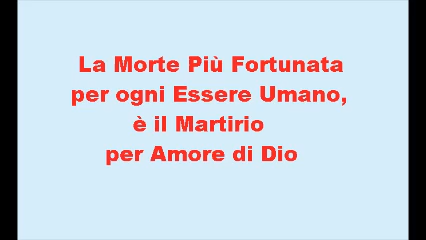 La Morte Più Fortunata
per ogni Essere Umano,
è il Martirio
per Amore di Dio